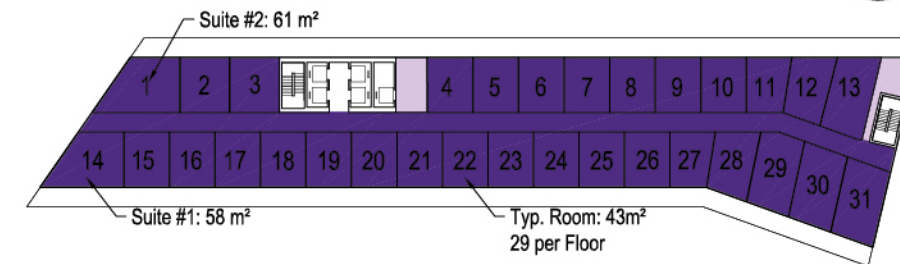 Suite #2: 61 m²
1 2 3 4 5 6 7 8 9 10 11 12 13
14 15 16 17 18 19 20 21 22 23 24 25 26 27 28 29 30 31
Suite #1: 58 m²
Typ. Room: 43m²
29 per Floor